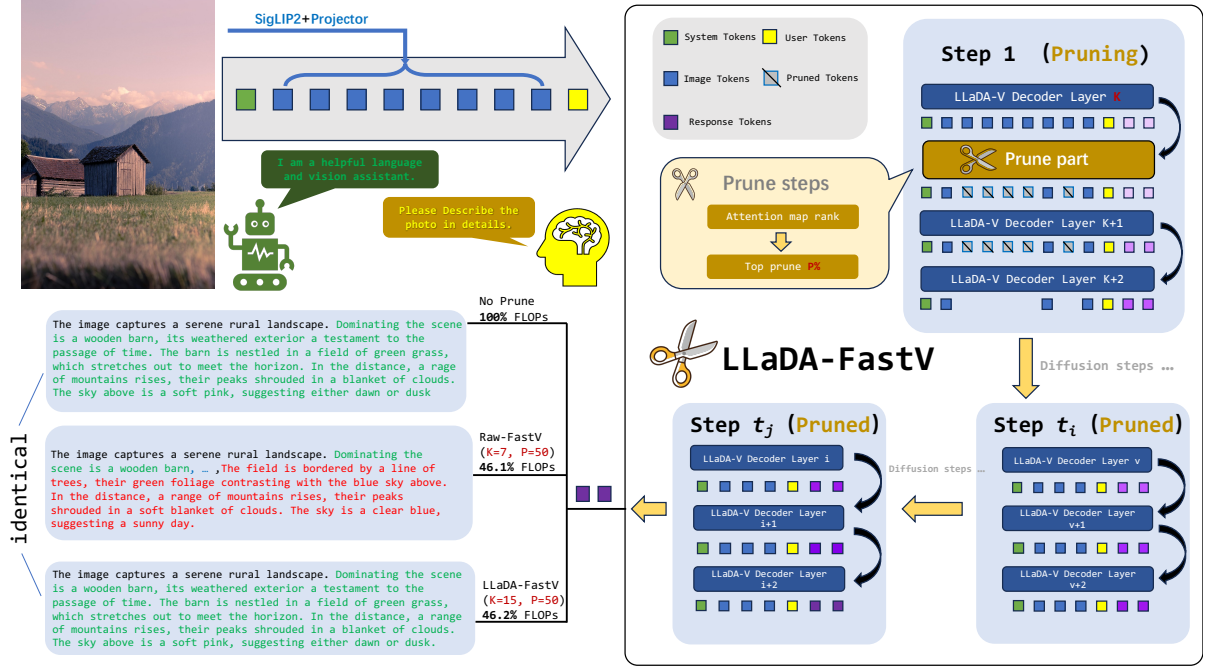 SigLIP2+Projector
I am a helpful language
and vision assistant.
Please Describe the
photo in details.
System Tokens
User Tokens
Image Tokens
Pruned Tokens
Response Tokens
Step 1 (Pruning)
LLaDA-V Decoder Layer K
Prune part
LLaDA-V Decoder Layer K+1
LLaDA-V Decoder Layer K+2
Prune steps
Attention map rank
Top prune P%
LLaDA-FastV
Diffusion steps …
Step ti (Pruned)
LLaDA-V Decoder Layer v
LLaDA-V Decoder Layer
v+1
LLaDA-V Decoder Layer
v+2
Diffusion steps …
Step tj (Pruned)
LLaDA-V Decoder Layer i
LLaDA-V Decoder Layer
i+1
LLaDA-V Decoder Layer
i+2
No Prune
100% FLOPs
The image captures a serene rural landscape. Dominating the scene
is a wooden barn, its weathered exterior a testament to the
passage of time. The barn is nestled in a field of green grass,
which stretches out to meet the horizon. In the distance, a rage
of mountains rises, their peaks shrouded in a blanket of clouds.
The sky above is a soft pink, suggesting either dawn or dusk
Raw-FastV
(K=7, P=50)
46.1% FLOPs
The image captures a serene rural landscape. Dominating the
scene is a wooden barn, … ,The field is bordered by a line of
trees, their green foliage contrasting with the blue sky above.
In the distance, a range of mountains rises, their peaks
shrouded in a soft blanket of clouds. The sky is a clear blue,
suggesting a sunny day.
LLaDA-FastV
(K=15, P=50)
46.2% FLOPs
The image captures a serene rural landscape. Dominating the scene
is a wooden barn, its weathered exterior a testament to the
passage of time. The barn is nestled in a field of green grass,
which stretches out to meet the horizon. In the distance, a range
of mountains rises, their peaks shrouded in a blanket of clouds.
The sky above is a soft pink, suggesting either dawn or dusk.
identical